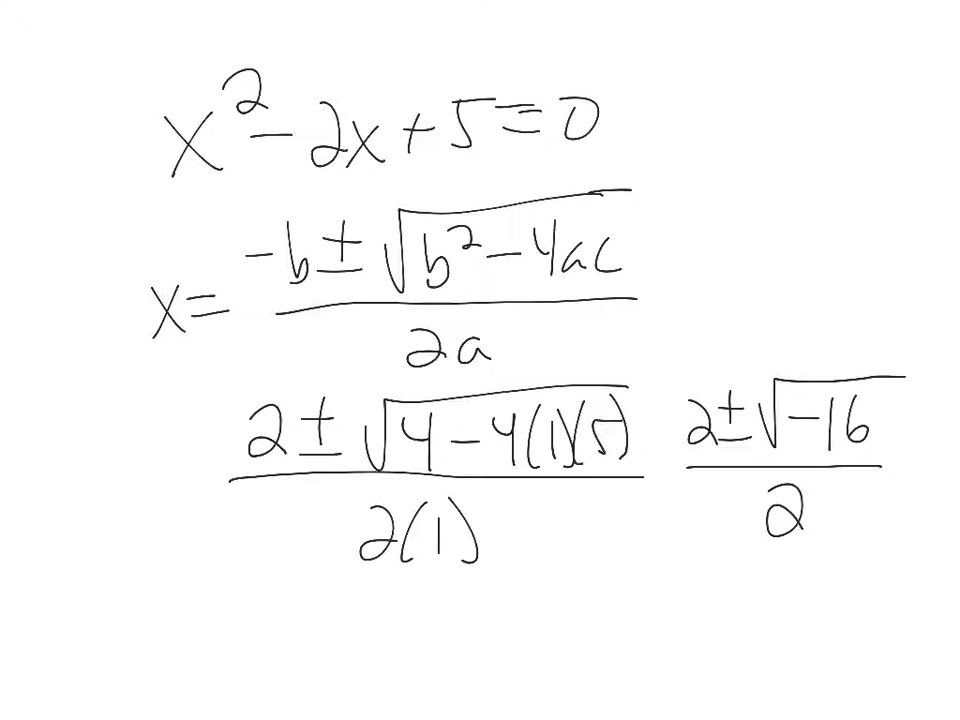 x² - 2x + 5 = 0
x = (-b ± √(b² - 4ac)) / (2a)
(2 ± √(4 - 4(1)(5))) / (2(1)) (2 ± √(-16)) / 2